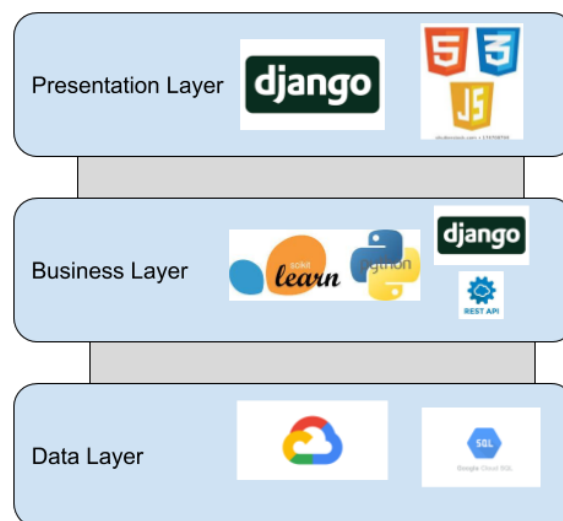 Presentation Layer
django
5
3
JS
Business Layer
scikit
learn
python
django
REST API
Data Layer
SQL
Google Cloud SQL